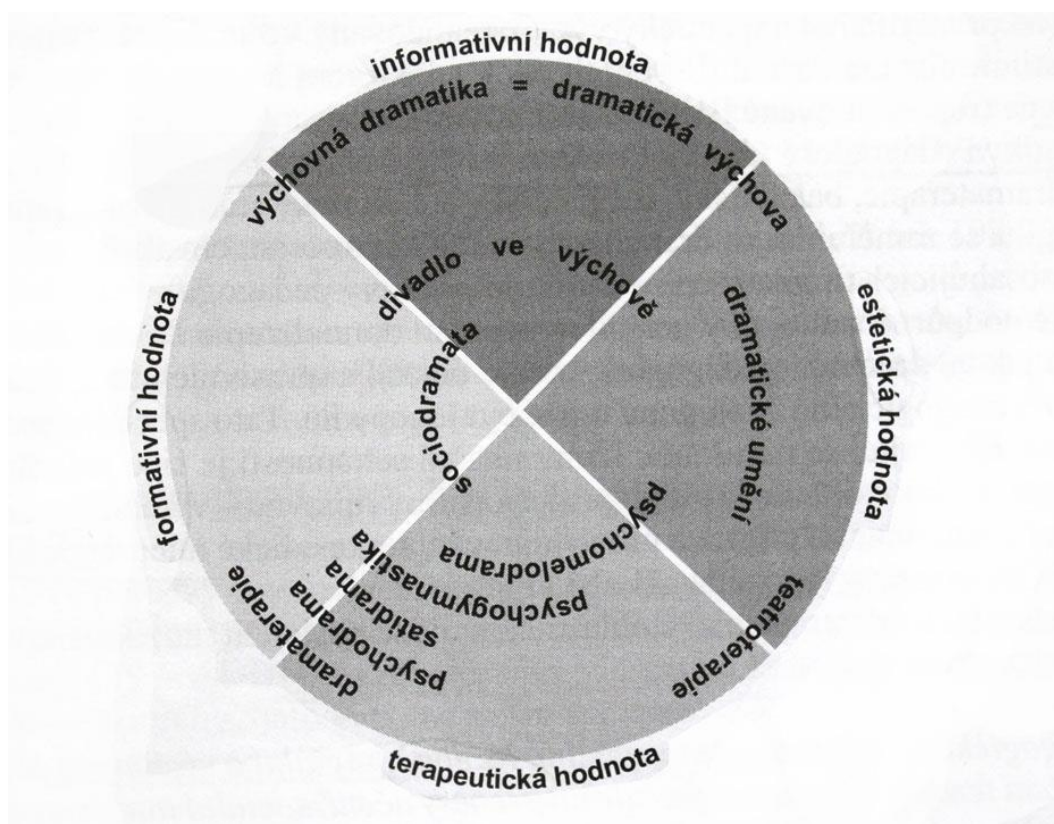 informativní hodnota
výchovná dramatika = dramatická výchova
divadlo ve výchově
formativní hodnota
estetická hodnota
dramatické umění
sociodramata
psychomelodrama
psychogymnastika
satidrama
psychodrama
dramaterapie
teatroterapie
terapeutická hodnota